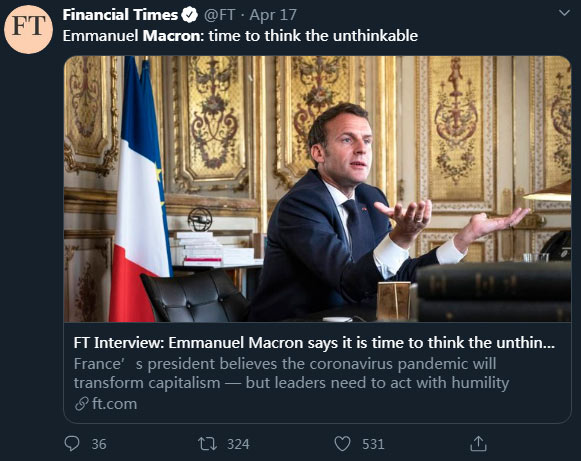 FT
Financial Times @FT · Apr 17
Emmanuel Macron: time to think the unthinkable
FT Interview: Emmanuel Macron says it is time to think the unthin...
France’s president believes the coronavirus pandemic will
transform capitalism — but leaders need to act with humility
ft.com
36 324 531